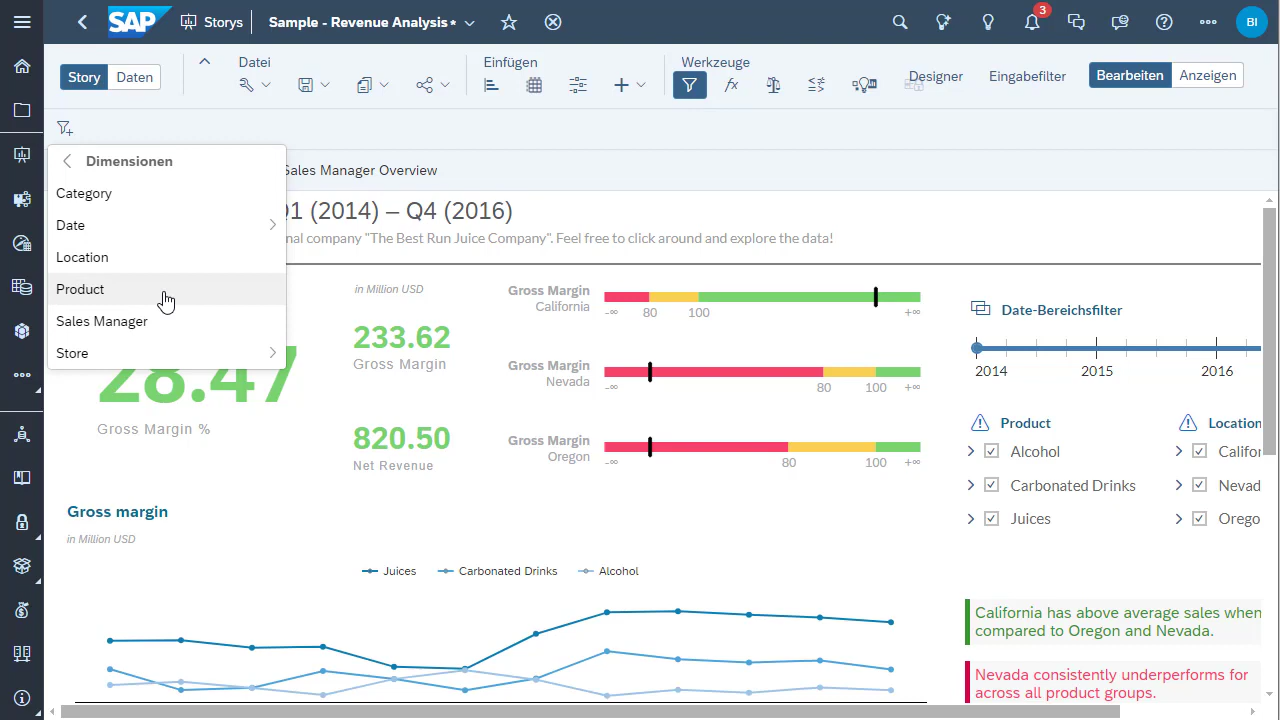 SAP
Storys
Sample - Revenue Analysis*
3
BI
Story
Daten
Datei
Einfügen
Werkzeuge
Designer
Eingabefilter
Bearbeiten
Anzeigen
Dimensionen
Category
Date
Location
Product
Sales Manager
Store
Sales Manager Overview
Q1 (2014) – Q4 (2016)
nal company "The Best Run Juice Company". Feel free to click around and explore the data!
28.47
Gross Margin %
in Million USD
233.62
Gross Margin
820.50
Net Revenue
Gross Margin
California
-∞ 80 100 +∞
Gross Margin
Nevada
-∞ 80 100 +∞
Gross Margin
Oregon
-∞ 80 100 +∞
Date-Bereichsfilter
2014 2015 2016
Product
Alcohol
Carbonated Drinks
Juices
Location
Califor
Nevad
Orego
Gross margin
in Million USD
Juices Carbonated Drinks Alcohol
California has above average sales when
compared to Oregon and Nevada.
Nevada consistently underperforms for
across all product groups.